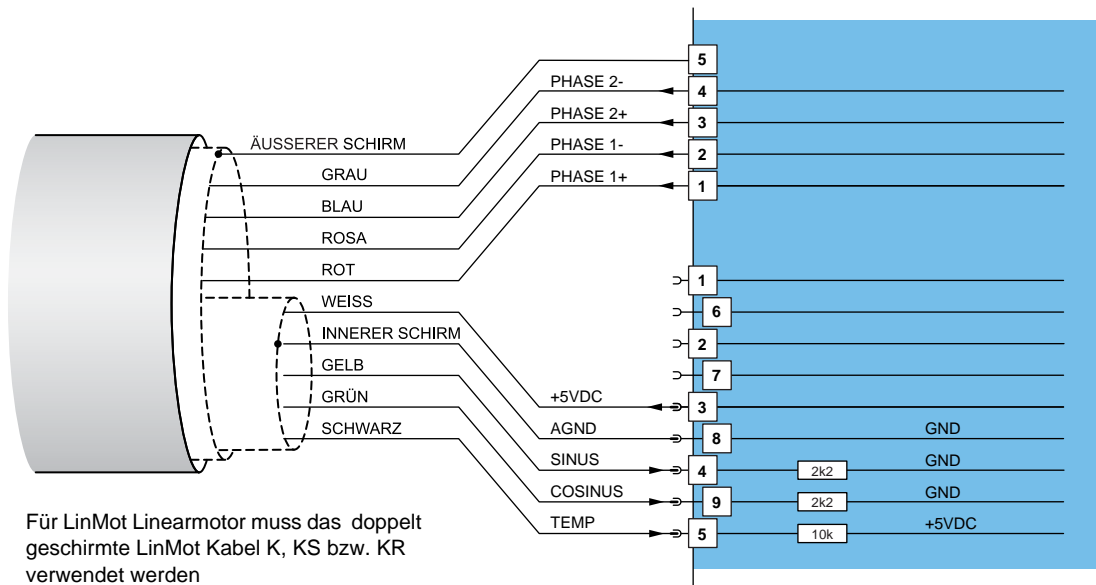 5
PHASE 2- 4
PHASE 2+ 3
ÄUSSERER SCHIRM PHASE 1- 2
GRAU PHASE 1+ 1
BLAU
ROSA
ROT 1
WEISS 6
INNERER SCHIRM 2
GELB 7
GRÜN +5VDC 3
SCHWARZ AGND 8 GND
SINUS 4 2k2 GND
COSINUS 9 2k2 GND
TEMP 5 10k +5VDC
Für LinMot Linearmotor muss das doppelt
geschirmte LinMot Kabel K, KS bzw. KR
verwendet werden